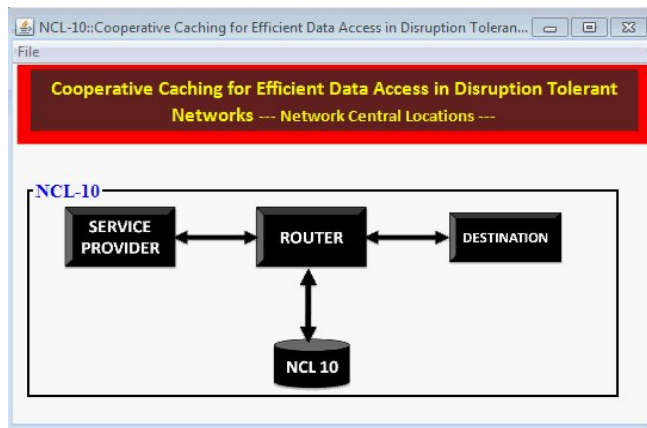 NCL-10::Cooperative Caching for Efficient Data Access in Disruption Toleran...
File
Cooperative Caching for Efficient Data Access in Disruption Tolerant
Networks --- Network Central Locations ---
NCL-10
SERVICE
PROVIDER
ROUTER
DESTINATION
NCL 10